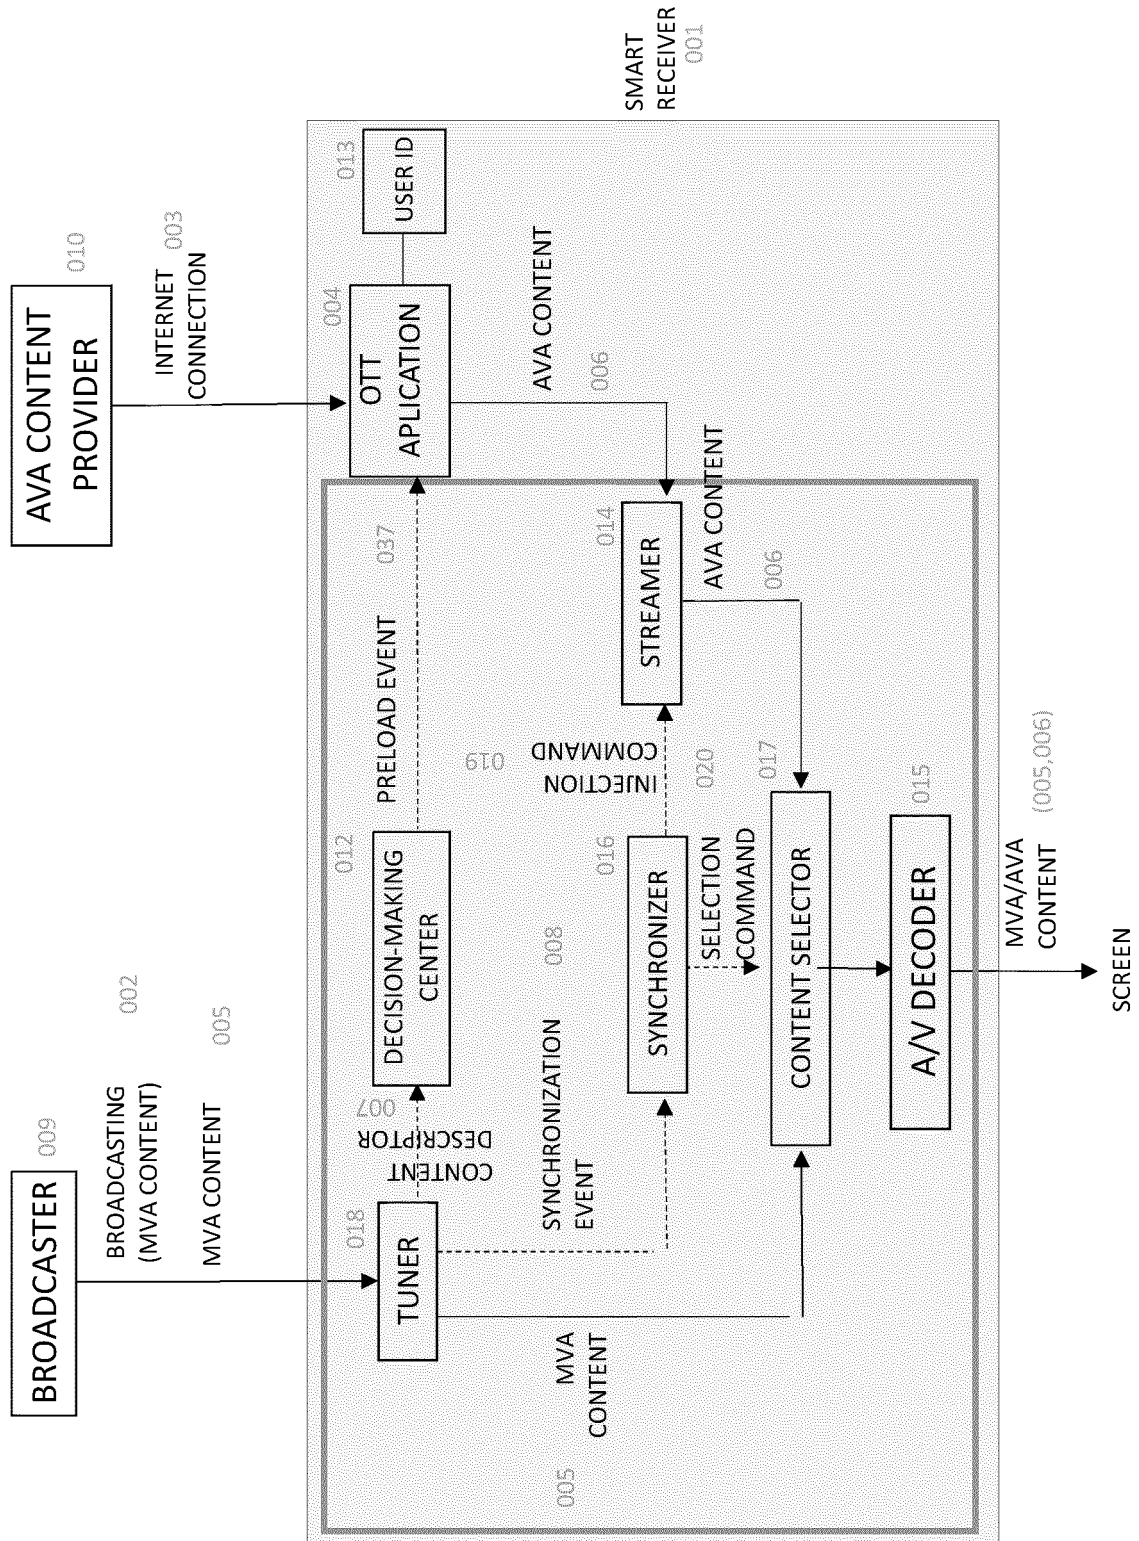 BROADCASTER
009
BROADCASTING
(MVA CONTENT)
002
MVA CONTENT
005
AVA CONTENT
PROVIDER
010
INTERNET
CONNECTION
003
SMART
RECEIVER
001
TUNER
018
CONTENT
DESCRIPTOR
007
DECISION-MAKING
CENTER
012
PRELOAD EVENT
037
OTT
APLICATION
004
USER ID
013
AVA CONTENT
006
SYNCHRONIZATION
EVENT
008
SYNCHRONIZER
016
INJECTION
COMMAND
019
STREAMER
014
AVA CONTENT
006
SELECTION
COMMAND
020
MVA
CONTENT
005
CONTENT SELECTOR
017
A/V DECODER
015
MVA/AVA
CONTENT
(005,006)
SCREEN